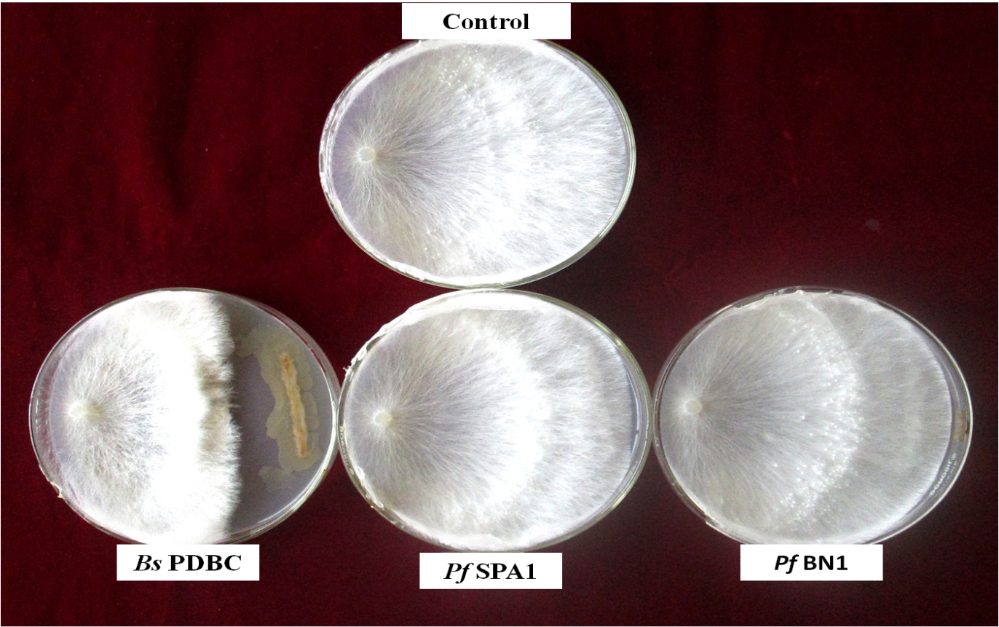 Control
Bs PDBC
Pf SPA1
Pf BN1